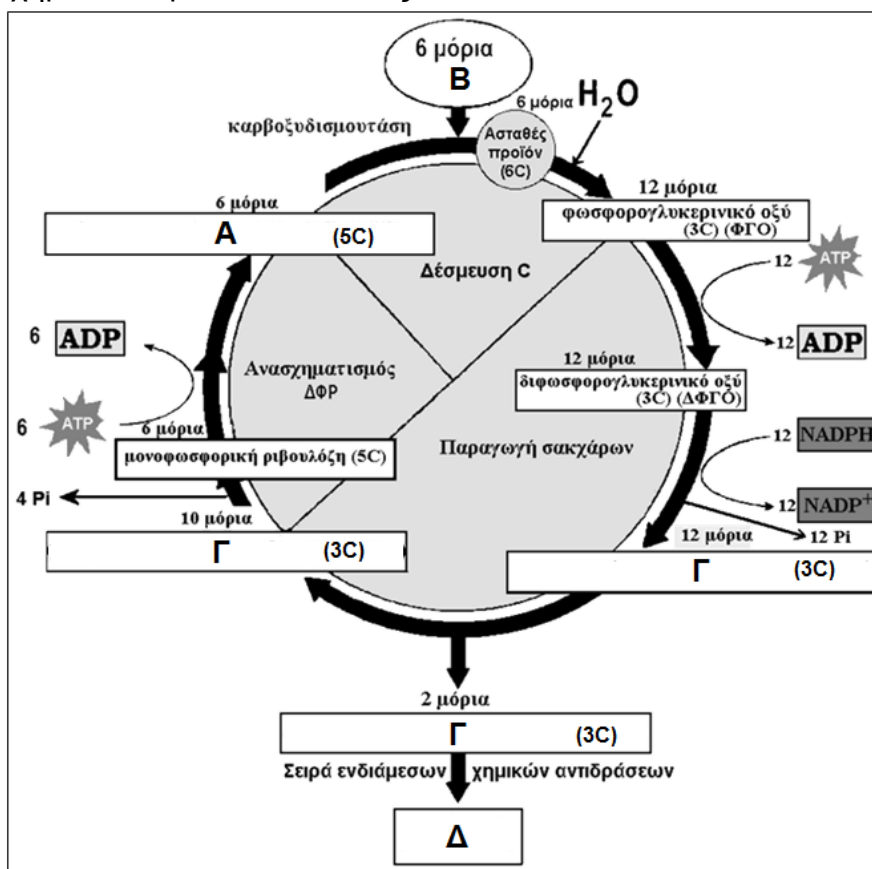 6 μόρια
Β
6 μόρια H₂O
καρβοξυδισμουτάση
Ασταθές
προϊόν
(6C)
12 μόρια
φωσφορογλυκερινικο οξύ
(3C) (ΦΓΟ)
6 μόρια
Α (5C)
12 ATP
Δέσμευση C
6 ADP
12 ADP
Ανασχηματισμός
ΔΦΡ
12 μόρια
διφωσφορογλυκερινικο οξύ
(3C) (ΔΦΓΟ)
6 ATP
6 μόρια
μονοφωσφορική ριβουλόζη (5C)
Παραγωγή σακχάρων
12 NADPH
4 Pi
12 NADP⁺
10 μόρια
Γ (3C)
12 μόρια
12 Pi
Γ (3C)
2 μόρια
Γ (3C)
Σειρά ενδιάμεσων χημικών αντιδράσεων
Δ